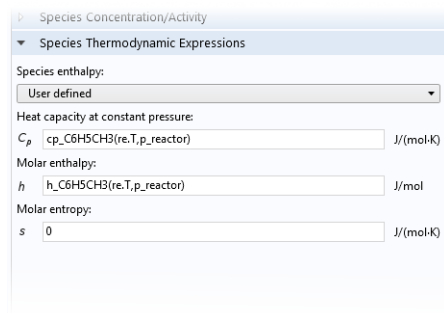 Species Concentration/Activity
Species Thermodynamic Expressions
Species enthalpy:
User defined
Heat capacity at constant pressure:
Cp cp_C6H5CH3(re.T,p_reactor) J/(mol·K)
Molar enthalpy:
h h_C6H5CH3(re.T,p_reactor) J/mol
Molar entropy:
s 0 J/(mol·K)